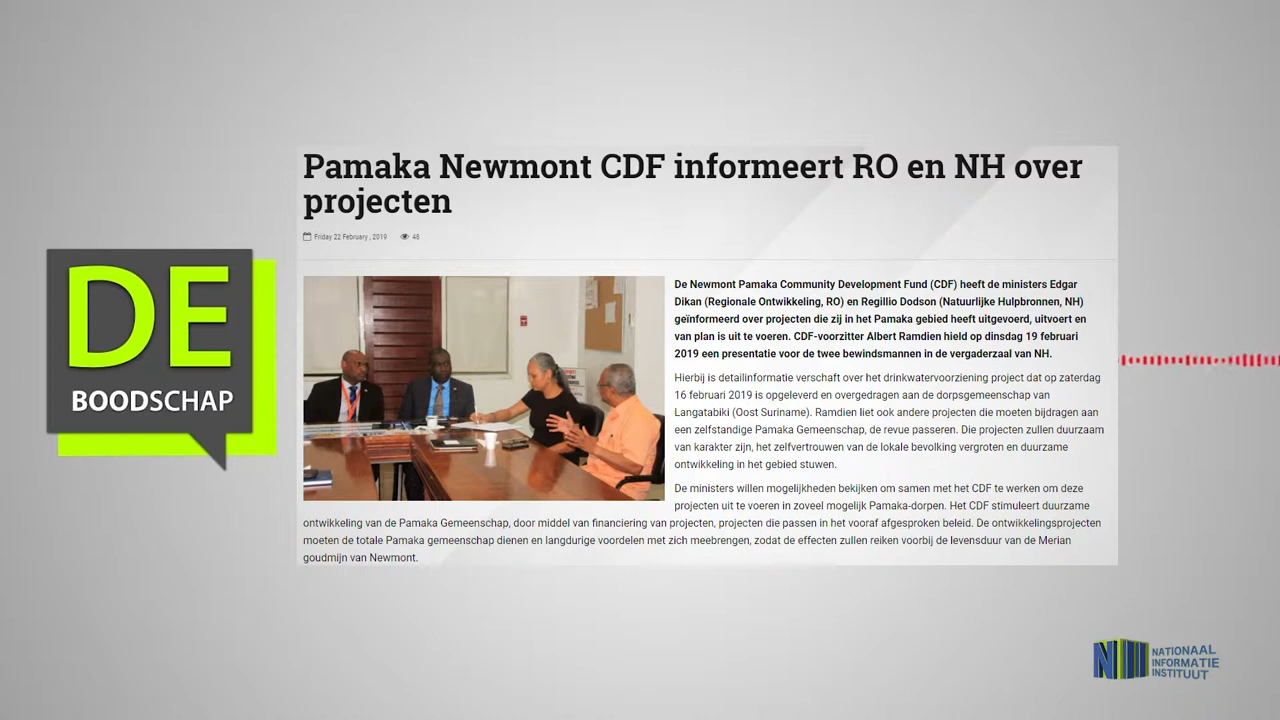 Pamaka Newmont CDF informeert RO en NH over
projecten
Friday 22 February , 2019 48
De Newmont Pamaka Community Development Fund (CDF) heeft de ministers Edgar
Dikan (Regionale Ontwikkeling, RO) en Regillio Dodson (Natuurlijke Hulpbronnen, NH)
geïnformeerd over projecten die zij in het Pamaka gebied heeft uitgevoerd, uitvoert en
van plan is uit te voeren. CDF-voorzitter Albert Ramdien hield op dinsdag 19 februari
2019 een presentatie voor de twee bewindsmannen in de vergaderzaal van NH.
Hierbij is detailinformatie verschaft over het drinkwatervoorziening project dat op zaterdag
16 februari 2019 is opgeleverd en overgedragen aan de dorpsgemeenschap van
Langatabiki (Oost Suriname). Ramdien liet ook andere projecten die moeten bijdragen aan
een zelfstandige Pamaka Gemeenschap, de revue passeren. Die projecten zullen duurzaam
van karakter zijn, het zelfvertrouwen van de lokale bevolking vergroten en duurzame
ontwikkeling in het gebied stuwen.
De ministers willen mogelijkheden bekijken om samen met het CDF te werken om deze
projecten uit te voeren in zoveel mogelijk Pamaka-dorpen. Het CDF stimuleert duurzame
ontwikkeling van de Pamaka Gemeenschap, door middel van financiering van projecten, projecten die passen in het vooraf afgesproken beleid. De ontwikkelingsprojecten
moeten de totale Pamaka gemeenschap dienen en langdurige voordelen met zich meebrengen, zodat de effecten zullen reiken voorbij de levensduur van de Merian
goudmijn van Newmont.
DE
BOODSCHAP
NII
NATIONAAL
INFORMATIE
INSTITUUT